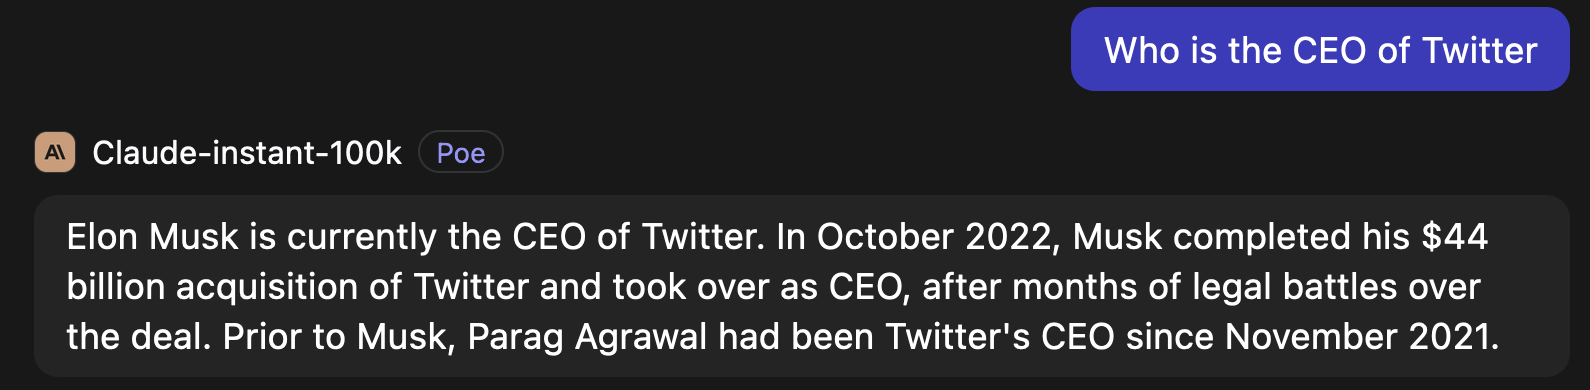 Who is the CEO of Twitter
Claude-instant-100k Poe
Elon Musk is currently the CEO of Twitter. In October 2022, Musk completed his $44
billion acquisition of Twitter and took over as CEO, after months of legal battles over
the deal. Prior to Musk, Parag Agrawal had been Twitter's CEO since November 2021.